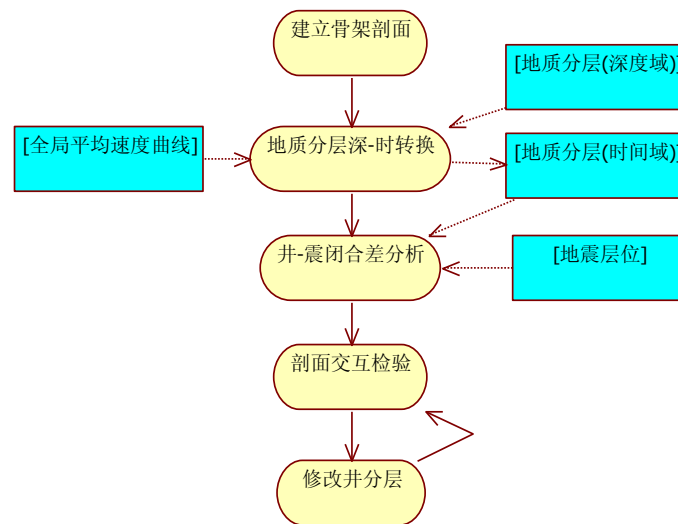 建立骨架剖面
[地质分层(深度域)]
[全局平均速度曲线]
地质分层深-时转换
[地质分层(时间域)]
井-震闭合差分析
[地震层位]
剖面交互检验
修改井分层